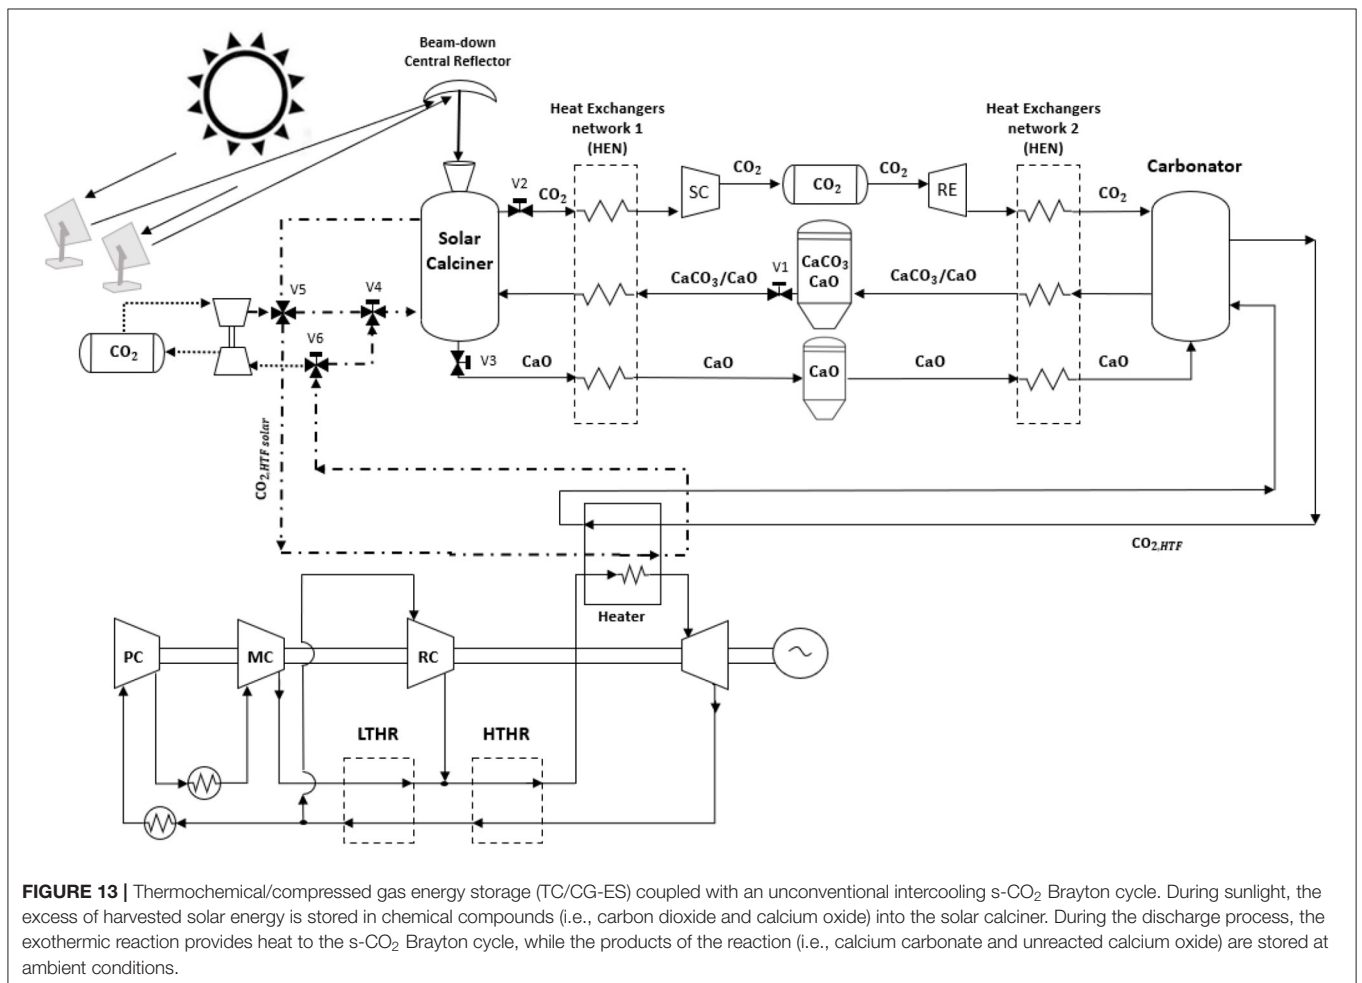 Beam-down
Central Reflector
Heat Exchangers
network 1
(HEN)
Heat Exchangers
network 2
(HEN)
Carbonator
V2
CO₂
SC
CO₂
CO₂
CO₂
RE
CO₂
Solar
Calciner
CaCO₃
CaO
V1
CaCO₃/CaO
CaCO₃/CaO
V5
V4
V6
CO₂
V3
CaO
CaO
CaO
CaO
CaO
CO₂,HTF solar
CO₂,HTF
Heater
PC
MC
RC
LTHR
HTHR
FIGURE 13 | Thermochemical/compressed gas energy storage (TC/CG-ES) coupled with an unconventional intercooling s-CO₂ Brayton cycle. During sunlight, the
excess of harvested solar energy is stored in chemical compounds (i.e., carbon dioxide and calcium oxide) into the solar calciner. During the discharge process, the
exothermic reaction provides heat to the s-CO₂ Brayton cycle, while the products of the reaction (i.e., calcium carbonate and unreacted calcium oxide) are stored at
ambient conditions.